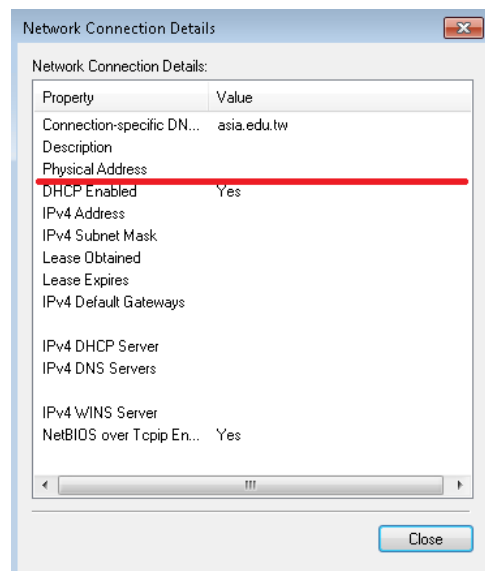 Network Connection Details
Network Connection Details:
Property Value
Connection-specific DN... asia.edu.tw
Description
Physical Address
DHCP Enabled Yes
IPv4 Address
IPv4 Subnet Mask
Lease Obtained
Lease Expires
IPv4 Default Gateways
IPv4 DHCP Server
IPv4 DNS Servers
IPv4 WINS Server
NetBIOS over Tcpip En... Yes
Close